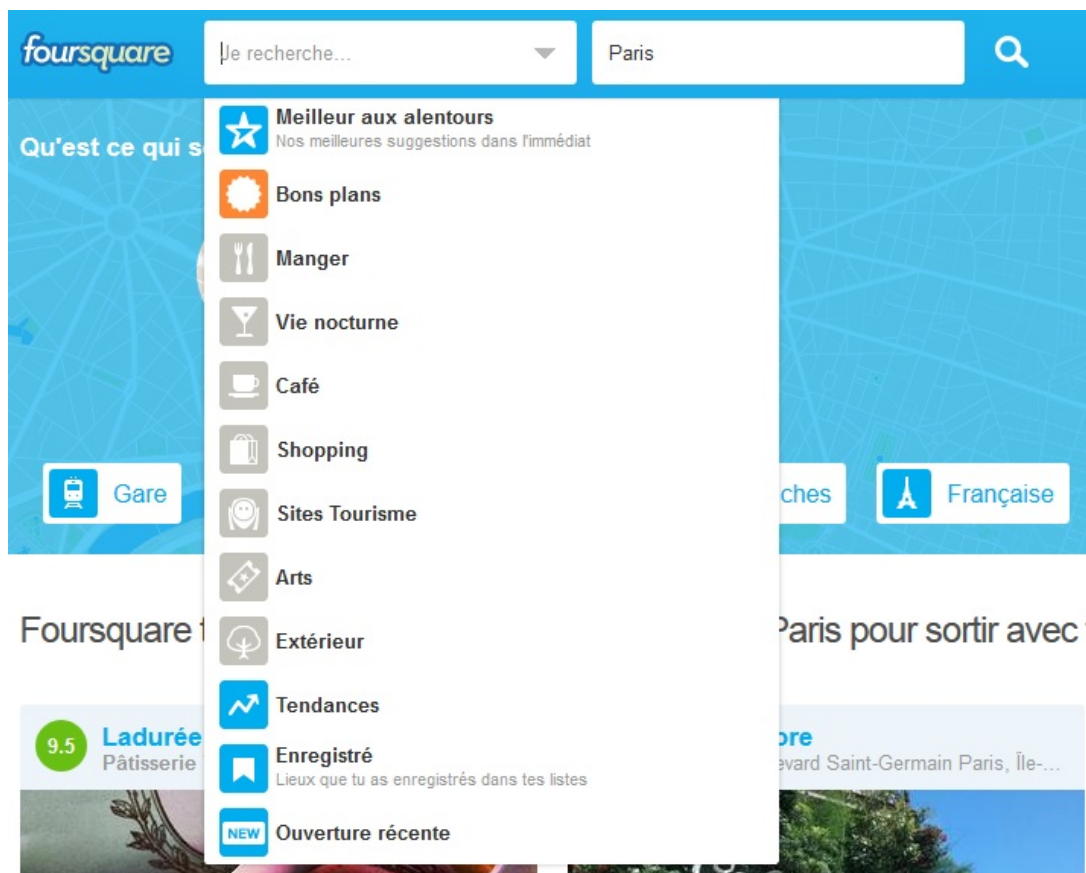 foursquare
Je recherche...
Paris
Qu'est ce qui s
Meilleur aux alentours
Nos meilleures suggestions dans l'immédiat
Bons plans
Manger
Vie nocturne
Café
Shopping
Sites Tourisme
Arts
Extérieur
Tendances
Enregistré
Lieux que tu as enregistrés dans tes listes
NEW
Ouverture récente
Gare
ches
Française
Foursquare t
Paris pour sortir avec
9.5
Ladurée
Pâtisserie
ore
evard Saint-Germain Paris, Île-...